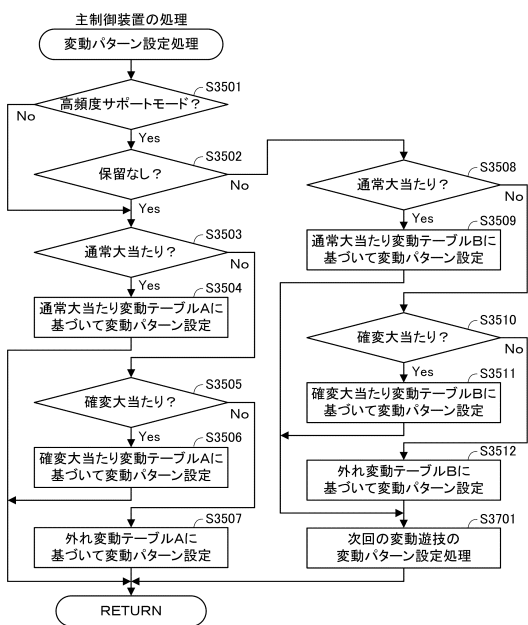 主制御装置の処理
変動パターン設定処理
S3501
高頻度サポートモード？
No
Yes
S3502
保留なし？
No
Yes
S3503
通常大当たり？
No
Yes
S3504
通常大当たり変動テーブルAに
基づいて変動パターン設定
S3505
確変大当たり？
No
Yes
S3506
確変大当たり変動テーブルAに
基づいて変動パターン設定
S3507
外れ変動テーブルAに
基づいて変動パターン設定
RETURN
S3508
通常大当たり？
No
Yes
S3509
通常大当たり変動テーブルBに
基づいて変動パターン設定
S3510
確変大当たり？
No
Yes
S3511
確変大当たり変動テーブルBに
基づいて変動パターン設定
S3512
外れ変動テーブルBに
基づいて変動パターン設定
S3701
次回の変動遊技の
変動パターン設定処理